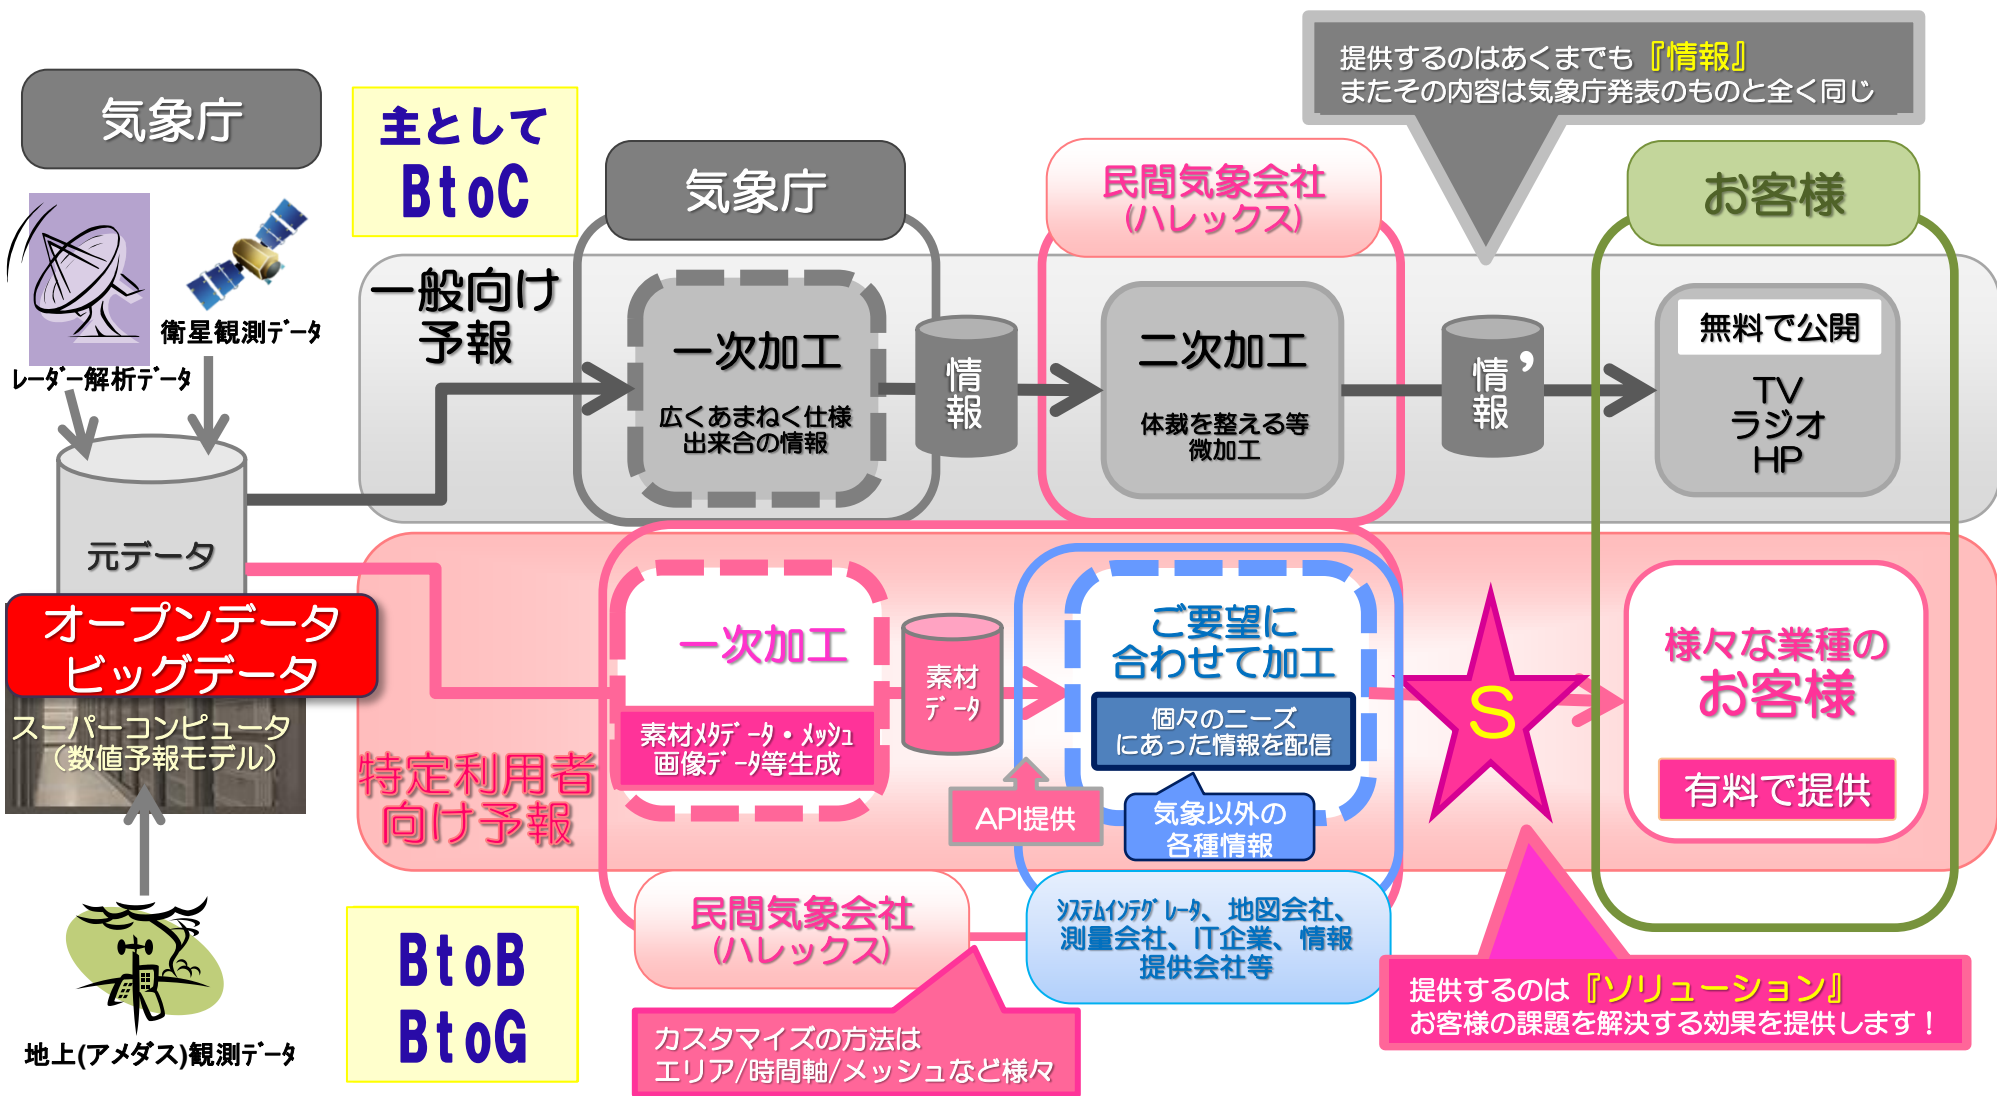 提供するのはあくまでも『情報』
またその内容は気象庁発表のものと全く同じ
気象庁
主として
BtoC
気象庁
民間気象会社
(ハレックス)
お客様
一般向け
予報
衛星観測データ
レーダー解析データ
一次加工
広くあまねく仕様
出来合の情報
情
報
二次加工
体裁を整える等
微加工
情’
報
無料で公開
TV
ラジオ
HP
元データ
オープンデータ
ビッグデータ
スーパーコンピュータ
（数値予報モデル）
特定利用者
向け予報
一次加工
素材メタデータ・メッシュ
画像データ等生成
素材
データ
API提供
ご要望に
合わせて加工
個々のニーズ
にあった情報を配信
気象以外の
各種情報
S
様々な業種の
お客様
有料で提供
地上(アメダス)観測データ
BtoB
BtoG
民間気象会社
(ハレックス)
システムインテグレータ、地図会社、
測量会社、IT企業、情報
提供会社等
カスタマイズの方法は
エリア/時間軸/メッシュなど様々
提供するのは『ソリューション』
お客様の課題を解決する効果を提供します！